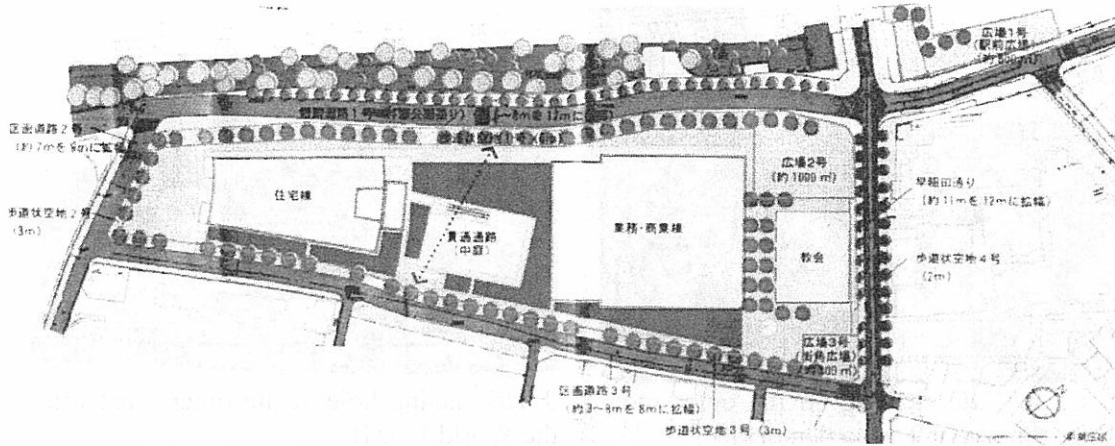 広場1号
(駅前広場)
区画道路2号
(約7mを9mに拡幅)
歩道状空地2号
(3m)
住宅棟
貫通通路
(中庭)
業務・商業棟
広場2号
(約1000㎡)
教会
早稲田通り
(約11mを12mに拡幅)
歩道状空地4号
(2m)
広場3号
(街角広場)
区画道路3号
(約3~8mを8mに拡幅)
歩道状空地3号(3m)